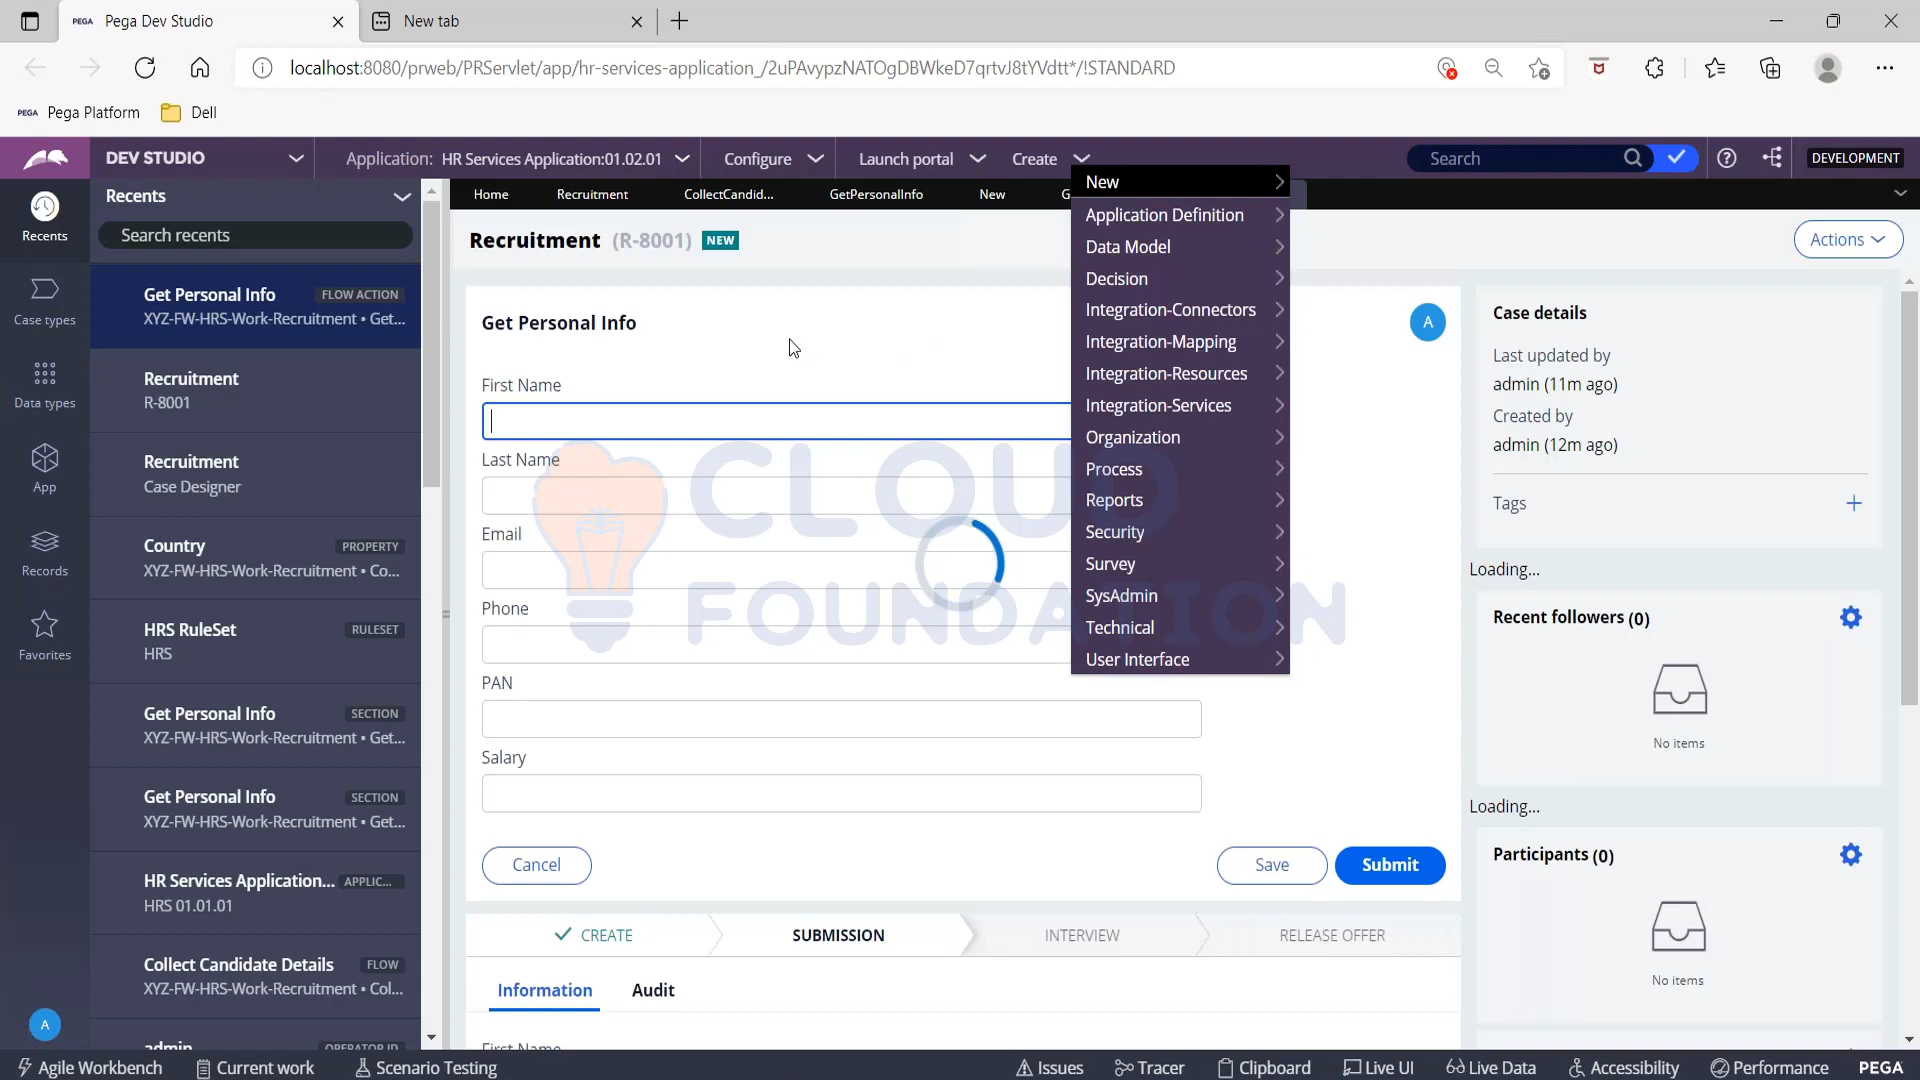 PEGA Pega Dev Studio
New tab
localhost:8080/prweb/PRServlet/app/hr-services-application_/2uPAvypzNATOgDBWkeD7qrtvJ8tYVdtt*/!STANDARD
PEGA Pega Platform Dell
DEV STUDIO Application: HR Services Application:01.02.01 Configure Launch portal Create Search DEVELOPMENT
Recents
Search recents
Recents
Case types
Data types
App
Records
Favorites
A
Get Personal Info FLOW ACTION
XYZ-FW-HRS-Work-Recruitment • Get...
Recruitment
R-8001
Recruitment
Case Designer
Country PROPERTY
XYZ-FW-HRS-Work-Recruitment • Co...
HRS RuleSet RULESET
HRS
Get Personal Info SECTION
XYZ-FW-HRS-Work-Recruitment • Get...
Get Personal Info SECTION
XYZ-FW-HRS-Work-Recruitment • Get...
HR Services Application... APPLIC...
HRS 01.01.01
Collect Candidate Details FLOW
XYZ-FW-HRS-Work-Recruitment • Col...
admin OPERATOR ID
Home Recruitment CollectCandid... GetPersonalInfo New G
Recruitment (R-8001) NEW
Actions
Get Personal Info
A
First Name
Last Name
Email
Phone
PAN
Salary
Cancel Save Submit
CLOUD
FOUNDATION
New
Application Definition
Data Model
Decision
Integration-Connectors
Integration-Mapping
Integration-Resources
Integration-Services
Organization
Process
Reports
Security
Survey
SysAdmin
Technical
User Interface
CREATE SUBMISSION INTERVIEW RELEASE OFFER
Information Audit
First Name
Case details
Last updated by
admin (11m ago)
Created by
admin (12m ago)
Tags
Loading...
Recent followers (0)
No items
Loading...
Participants (0)
No items
Agile Workbench Current work Scenario Testing Issues Tracer Clipboard Live UI Live Data Accessibility Performance PEGA